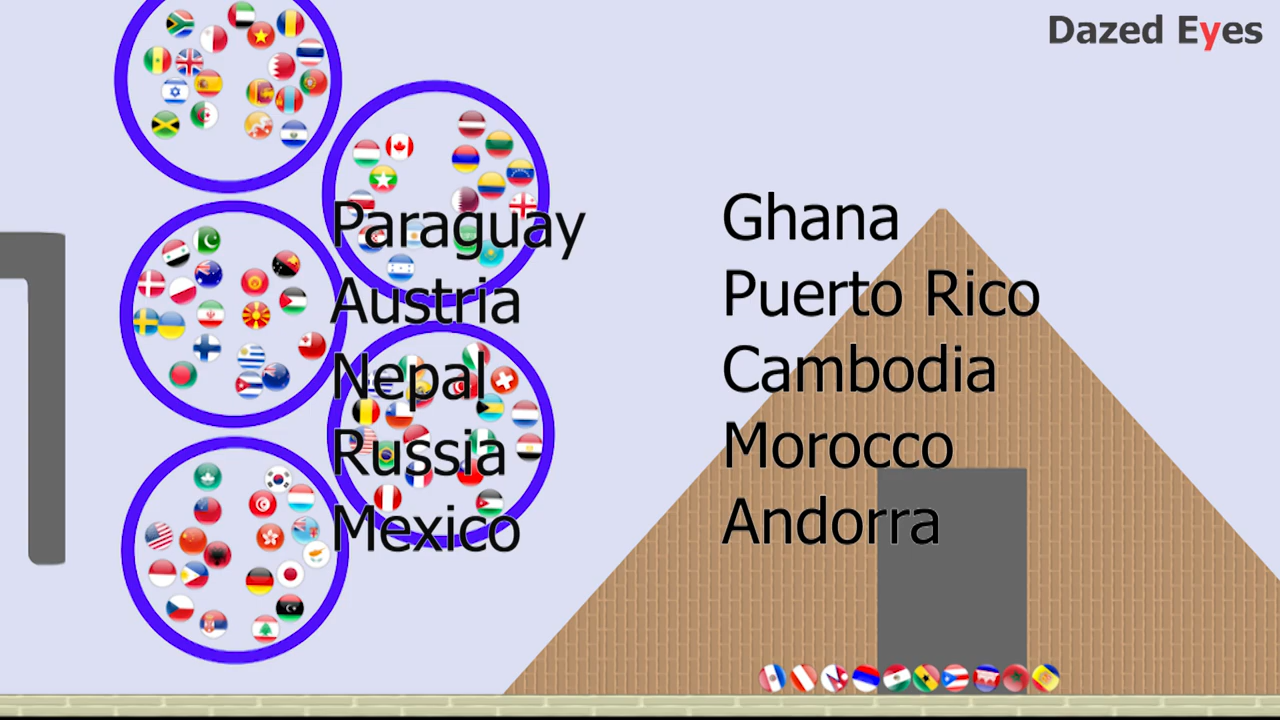 Dazed Eyes
Paraguay
Austria
Nepal
Russia
Mexico
Ghana
Puerto Rico
Cambodia
Morocco
Andorra